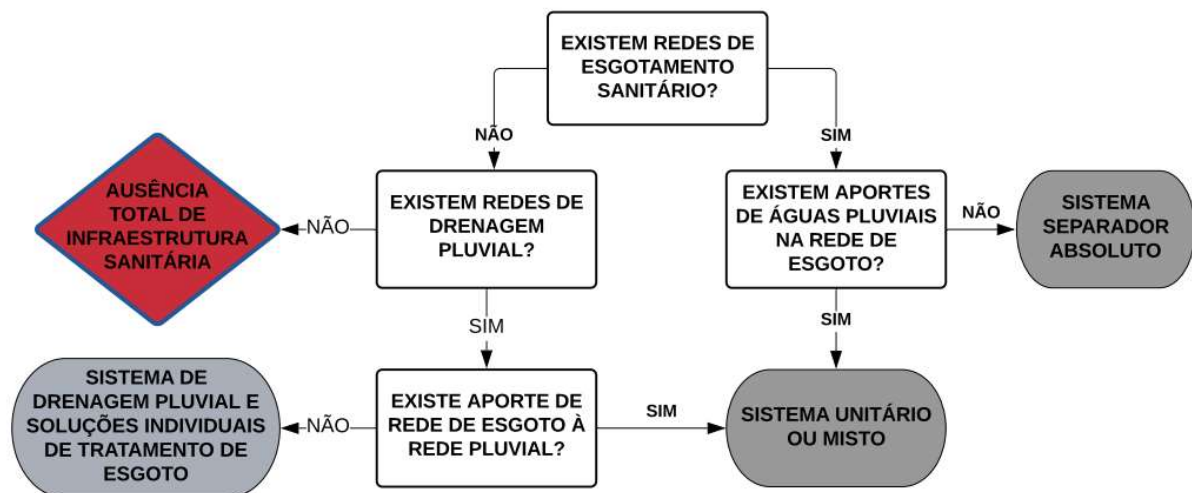 EXISTEM REDES DE
ESGOTAMENTO
SANITÁRIO?
NÃO
SIM
AUSÊNCIA
TOTAL DE
INFRAESTRUTURA
SANITÁRIA
NÃO
EXISTEM REDES DE
DRENAGEM
PLUVIAL?
EXISTEM APORTES
DE ÁGUAS PLUVIAIS
NA REDE DE
ESGOTO?
NÃO
SISTEMA
SEPARADOR
ABSOLUTO
SIM
SIM
SISTEMA DE
DRENAGEM PLUVIAL E
SOLUÇÕES INDIVIDUAIS
DE TRATAMENTO DE
ESGOTO
NÃO
EXISTE APORTE DE
REDE DE ESGOTO À
REDE PLUVIAL?
SIM
SISTEMA UNITÁRIO
OU MISTO